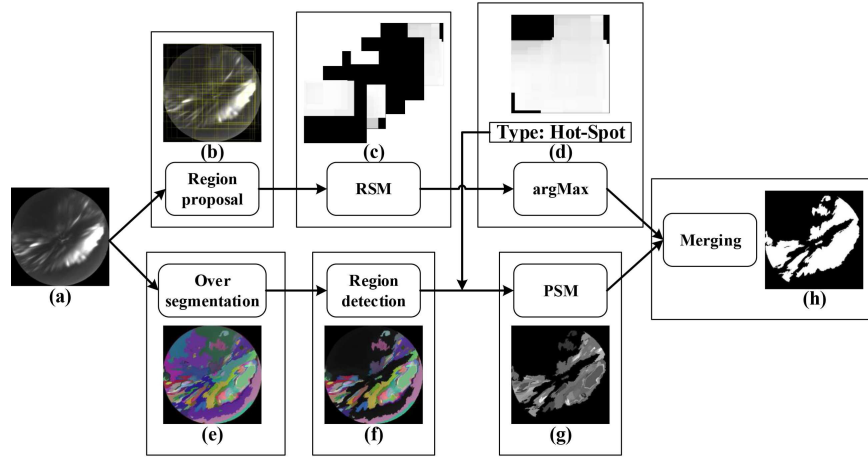 (b)
Region
proposal
(c)
RSM
Type: Hot-Spot
(d)
argMax
(a)
Merging
(h)
Over
segmentation
(e)
Region
detection
(f)
PSM
(g)